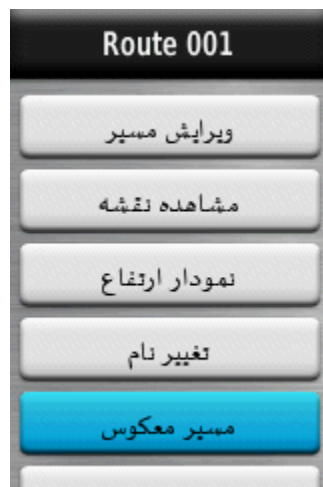 Route 001
ویرایش مسیر
مشاهده نقشه
نمودار ارتفاع
تغییر نام
مسیر معکوس